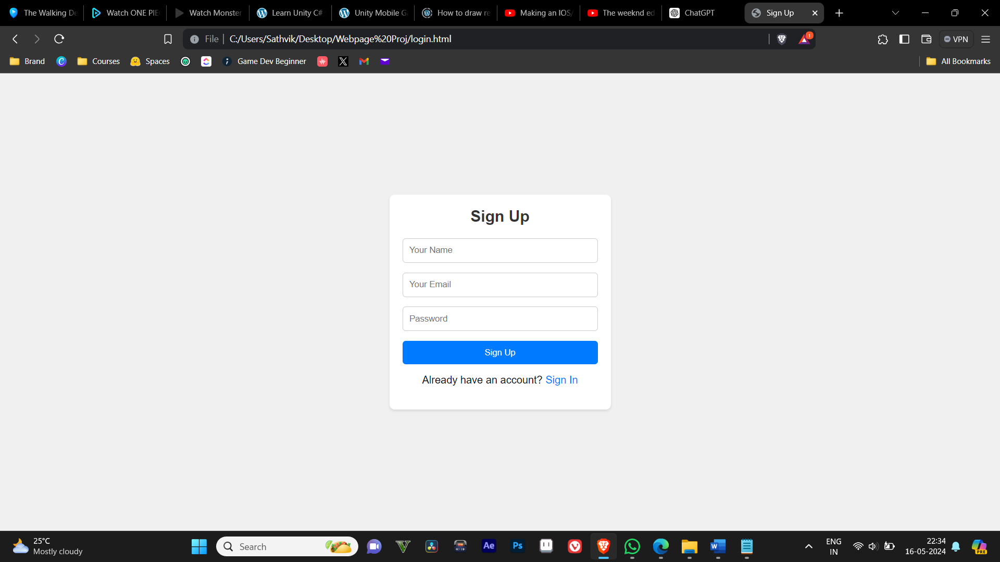 The Walking De
Watch ONE PIE
Watch Monster
Learn Unity C#
Unity Mobile G
How to draw re
Making an IOS/
The weeknd ed
ChatGPT
Sign Up
File
C:/Users/Sathvik/Desktop/Webpage%20Proj/login.html
1
VPN
Brand
Courses
Spaces
Game Dev Beginner
All Bookmarks
Sign Up
Your Name
Your Email
Password
Sign Up
Already have an account? Sign In
25°C
Mostly cloudy
Search
Ae
Ps
W
ENG
IN
22:34
16-05-2024
PRE